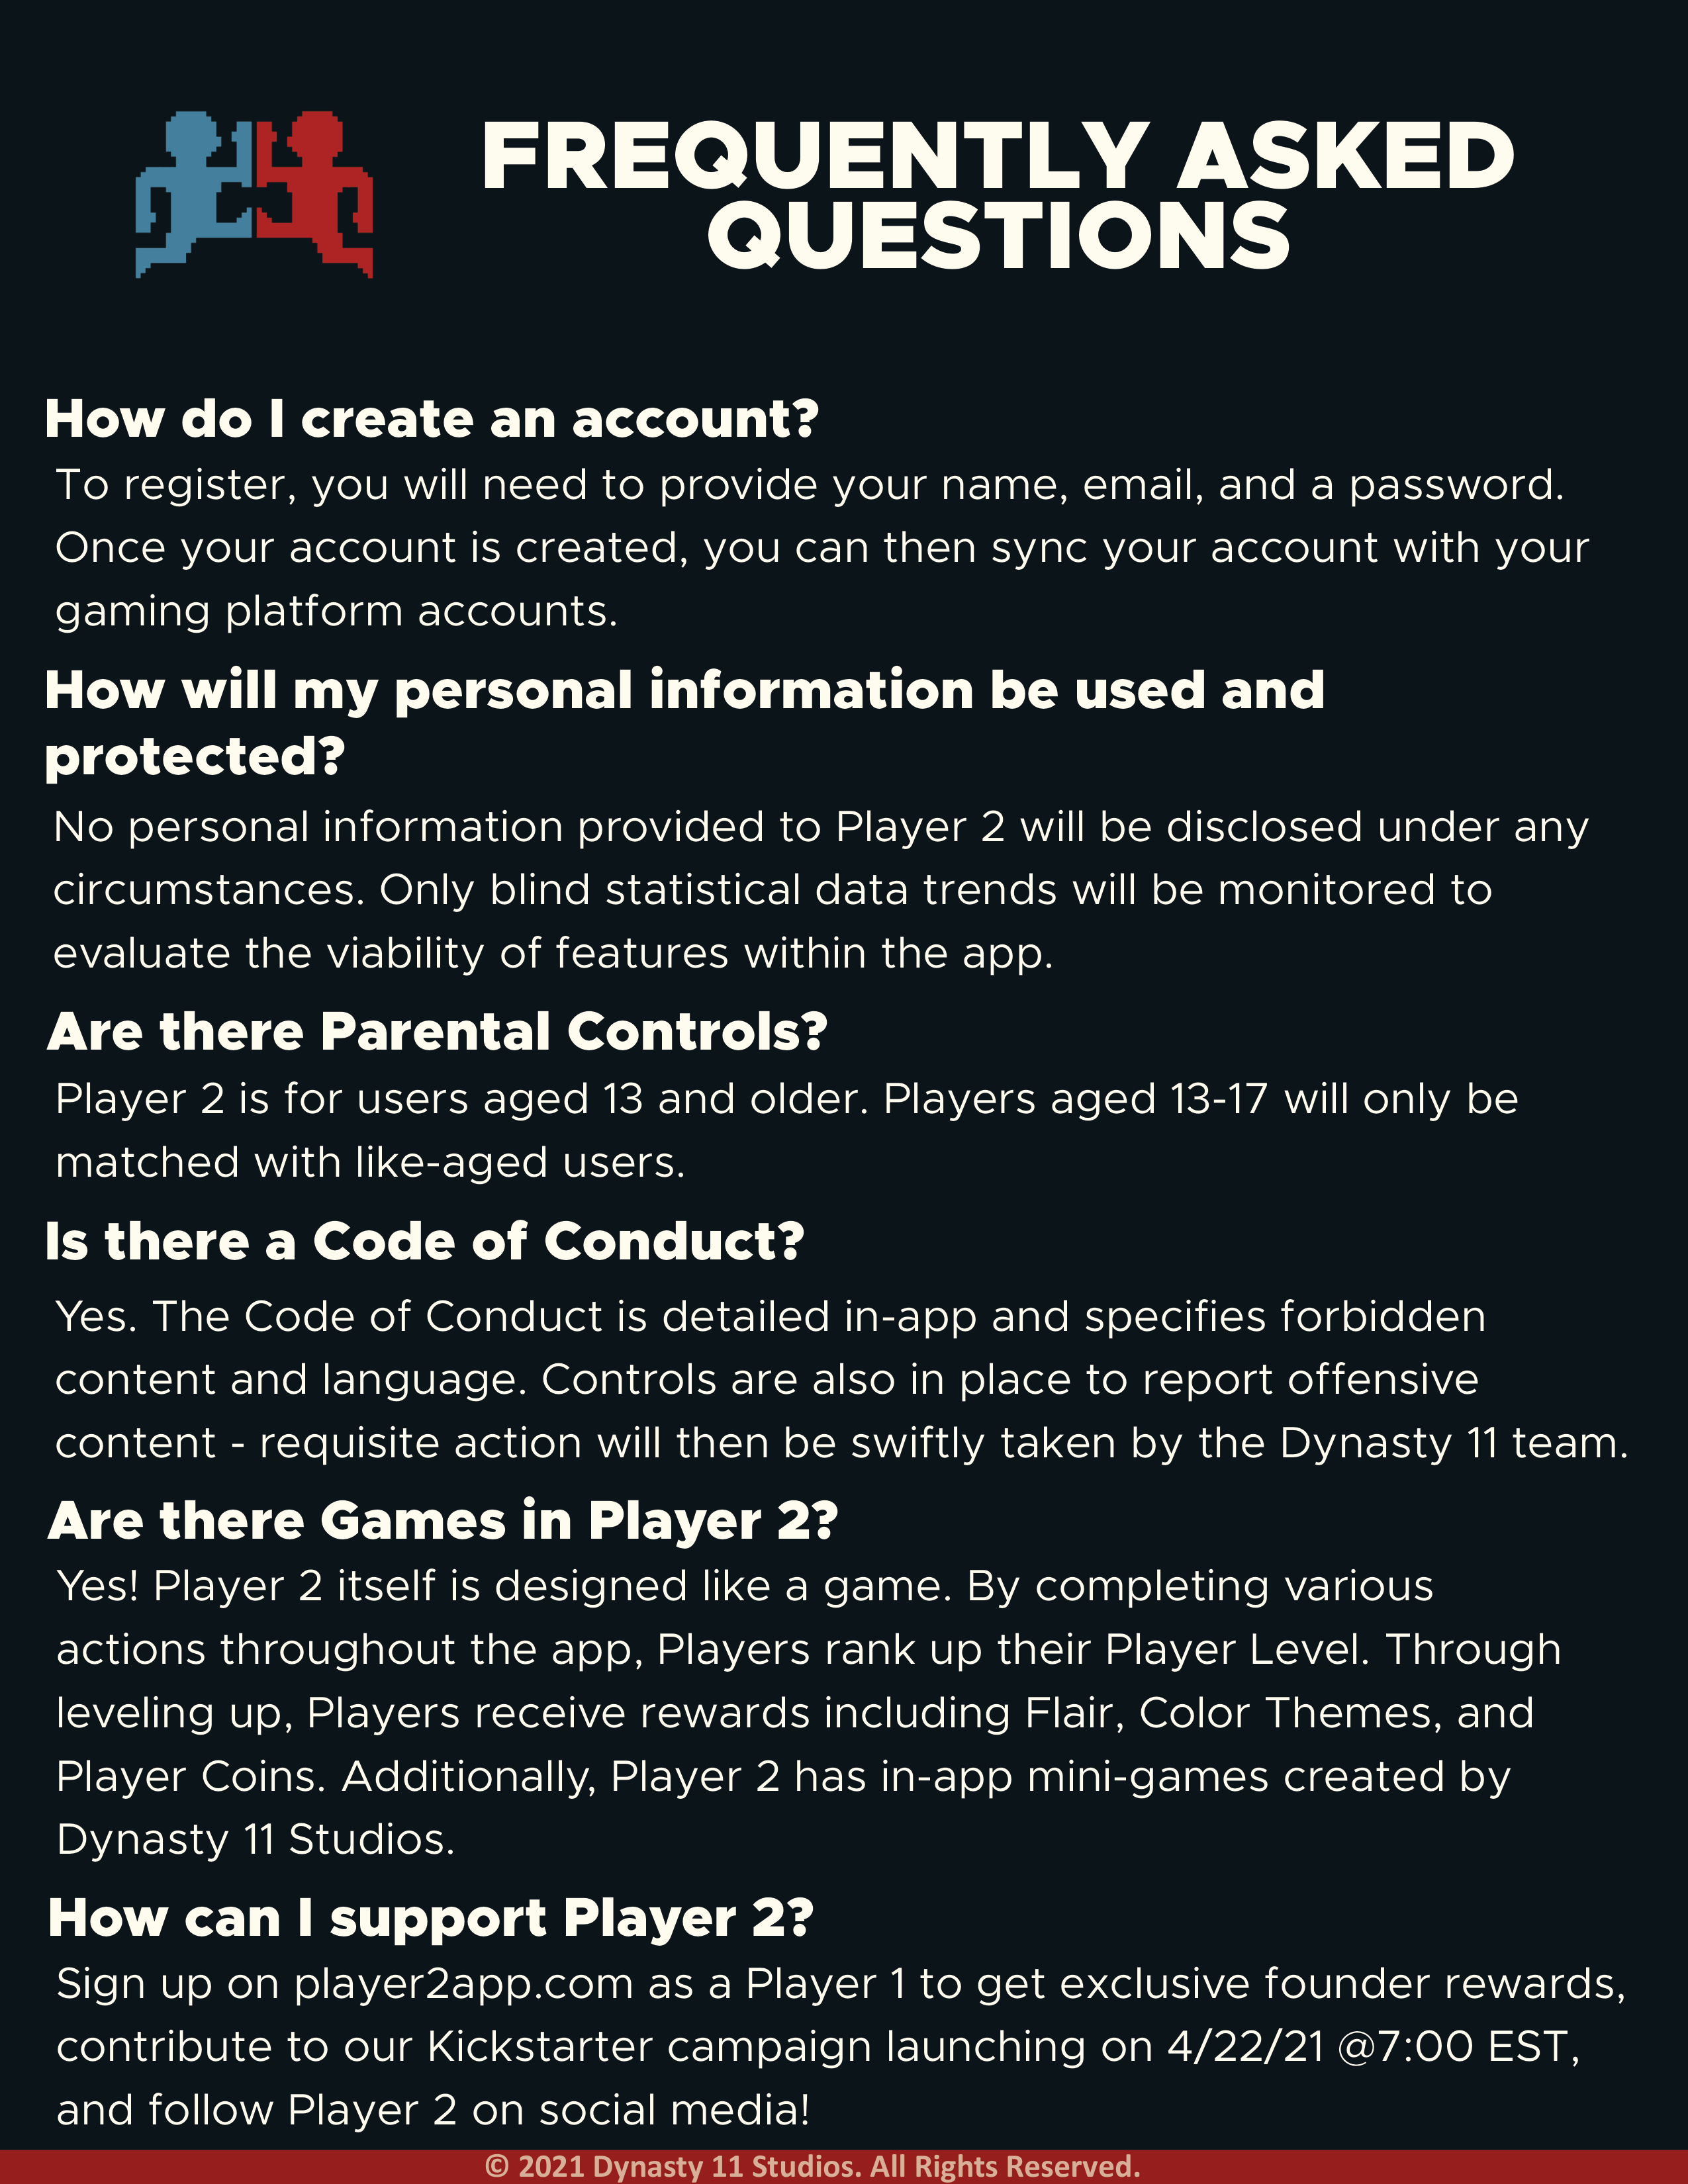 FREQUENTLY ASKED
QUESTIONS
How do I create an account?
To register, you will need to provide your name, email, and a password.
Once your account is created, you can then sync your account with your
gaming platform accounts.
How will my personal information be used and
protected?
No personal information provided to Player 2 will be disclosed under any
circumstances. Only blind statistical data trends will be monitored to
evaluate the viability of features within the app.
Are there Parental Controls?
Player 2 is for users aged 13 and older. Players aged 13-17 will only be
matched with like-aged users.
Is there a Code of Conduct?
Yes. The Code of Conduct is detailed in-app and specifies forbidden
content and language. Controls are also in place to report offensive
content - requisite action will then be swiftly taken by the Dynasty 11 team.
Are there Games in Player 2?
Yes! Player 2 itself is designed like a game. By completing various
actions throughout the app, Players rank up their Player Level. Through
leveling up, Players receive rewards including Flair, Color Themes, and
Player Coins. Additionally, Player 2 has in-app mini-games created by
Dynasty 11 Studios.
How can I support Player 2?
Sign up on player2app.com as a Player 1 to get exclusive founder rewards,
contribute to our Kickstarter campaign launching on 4/22/21 @7:00 EST,
and follow Player 2 on social media!
© 2021 Dynasty 11 Studios. All Rights Reserved.